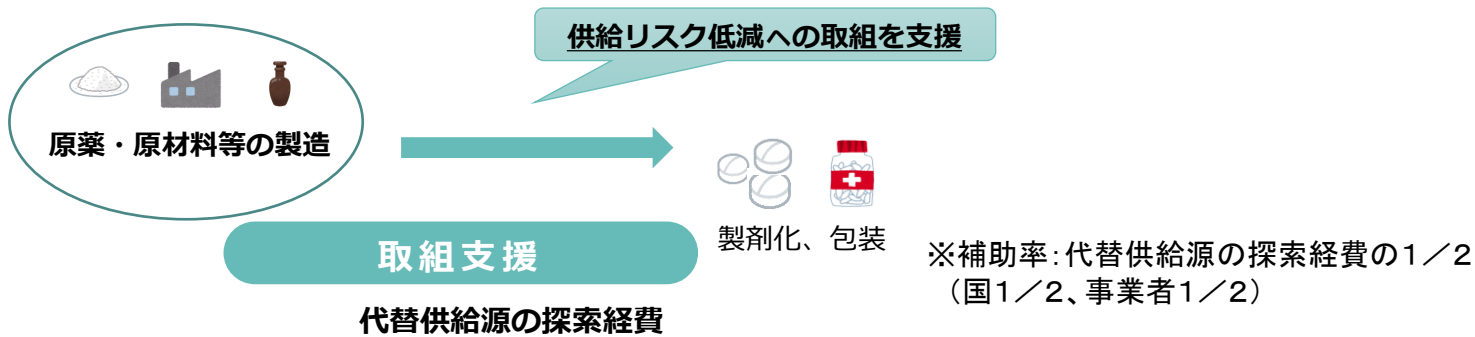 供給リスク低減への取組を支援
原薬・原材料等の製造
製剤化、包装
取組支援
代替供給源の探索経費
※補助率：代替供給源の探索経費の１／２
（国１／２、事業者１／２）